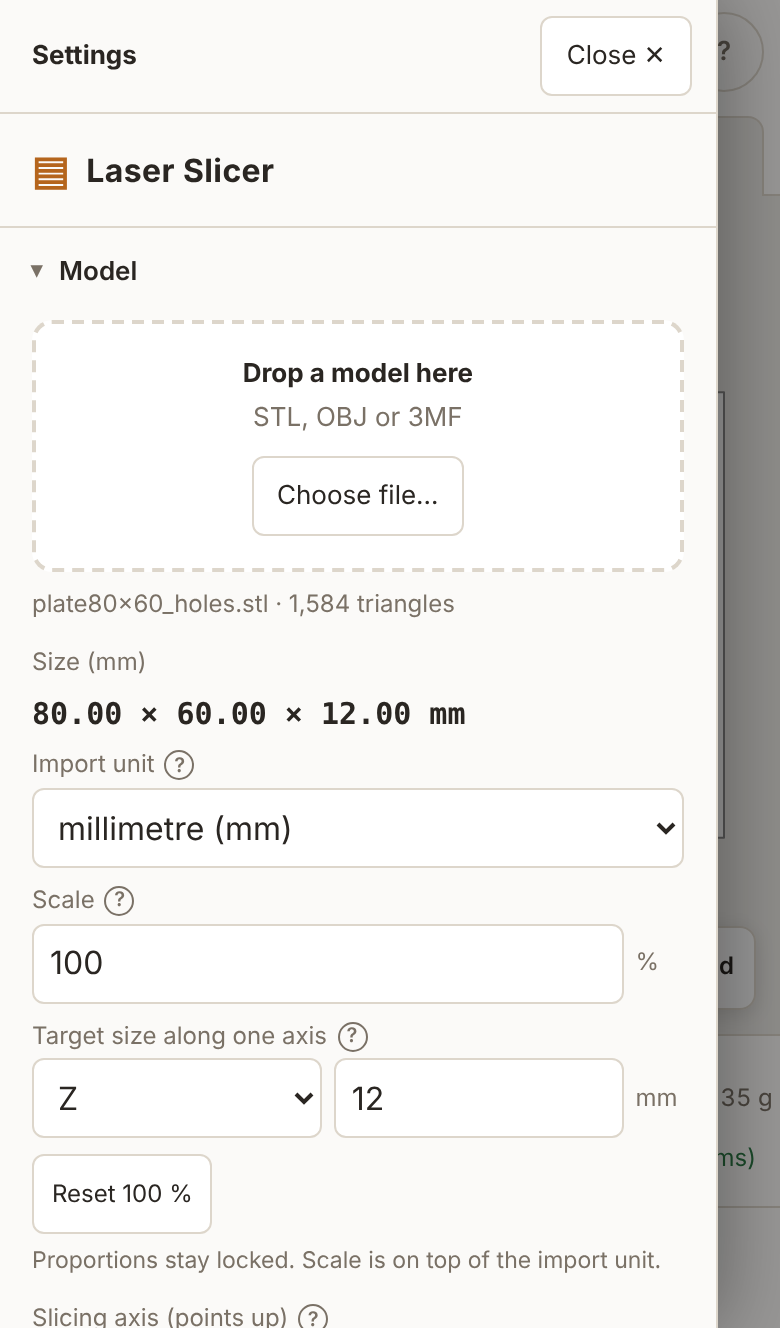 Settings
Close ✕
?
Laser Slicer
▼ Model
Drop a model here
STL, OBJ or 3MF
Choose file…
plate80×60_holes.stl · 1,584 triangles
Size (mm)
80.00 × 60.00 × 12.00 mm
Import unit ?
millimetre (mm)
Scale ?
100 %
d
Target size along one axis ?
Z 12 mm
35 g
ms)
Reset 100 %
Proportions stay locked. Scale is on top of the import unit.
Slicing axis (points up) ?